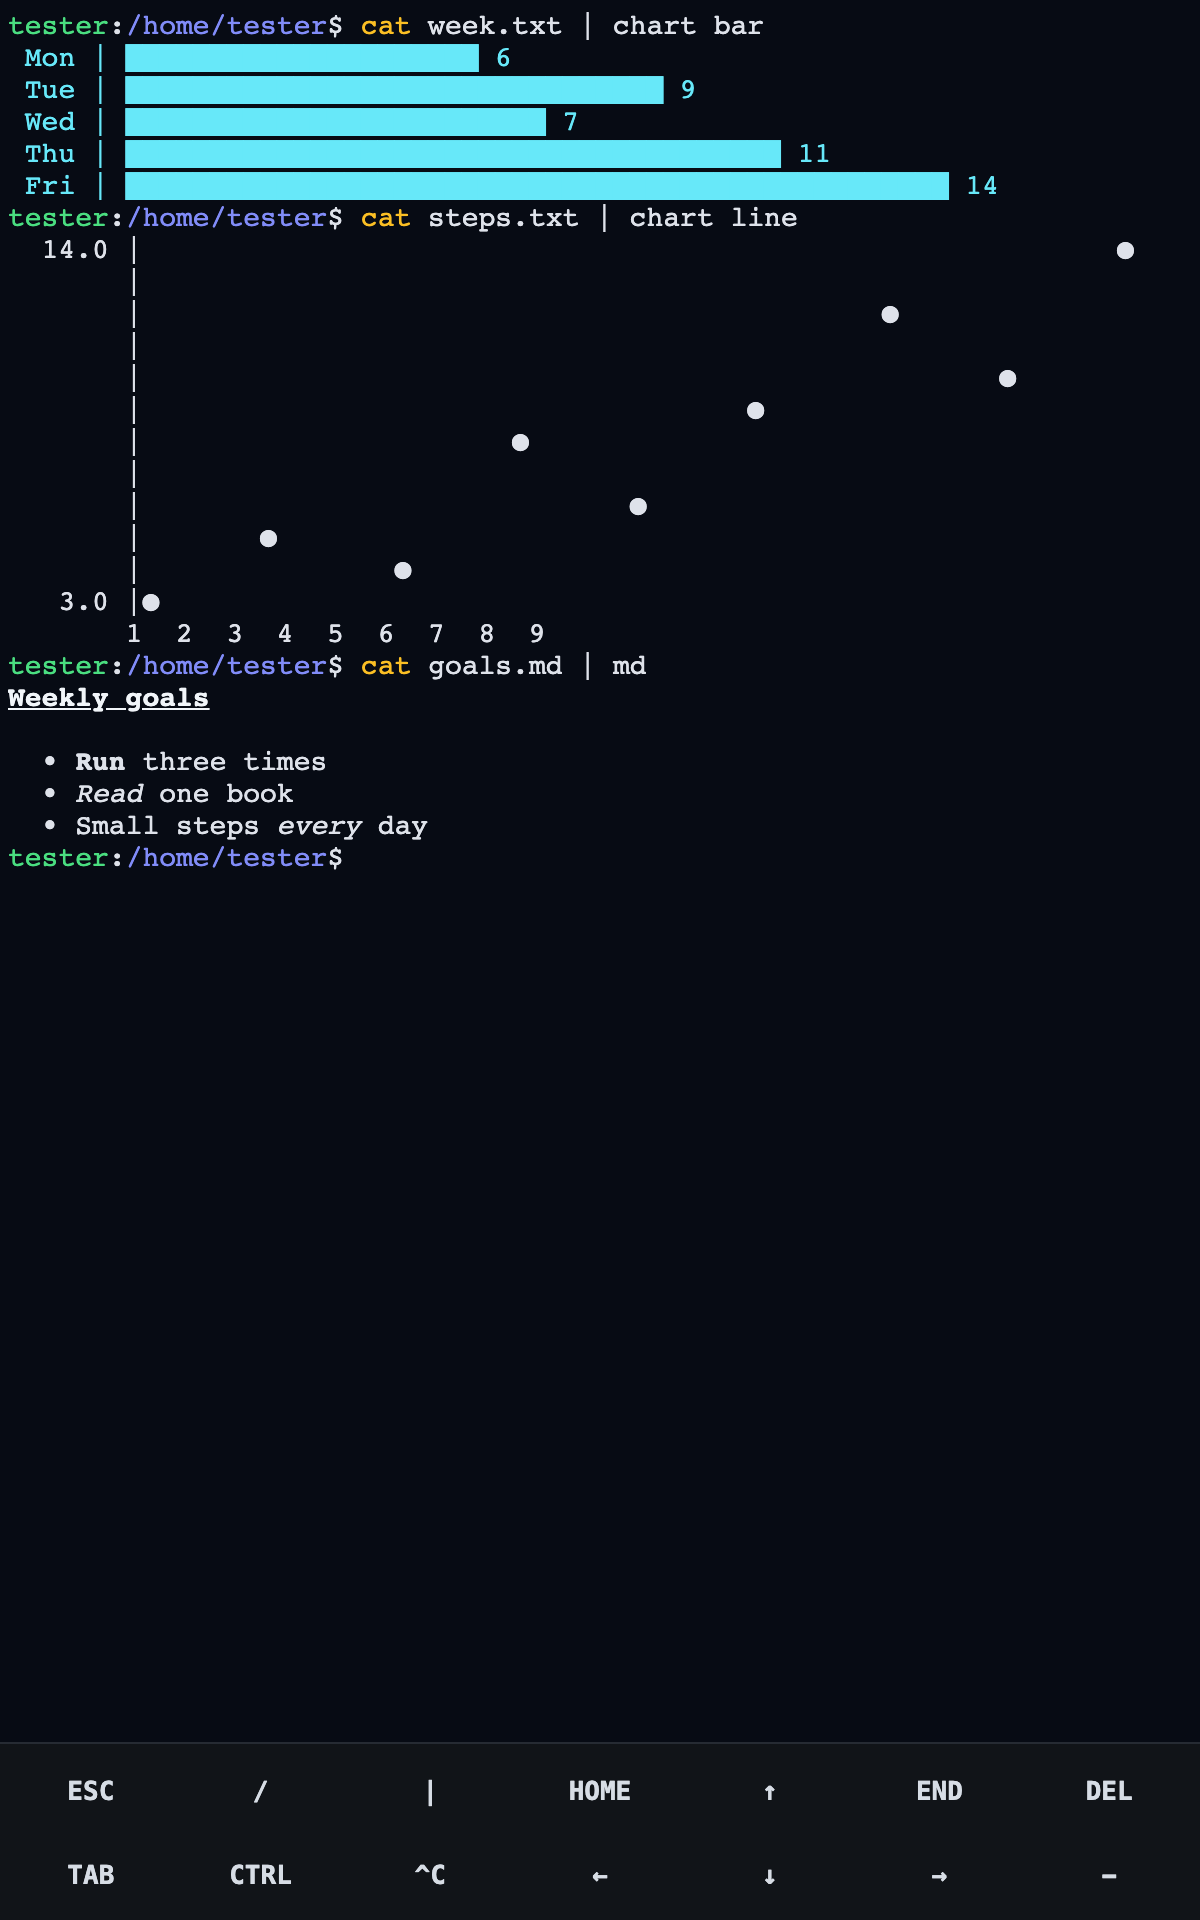 tester:/home/tester$ cat week.txt | chart bar
Mon | 6
Tue | 9
Wed | 7
Thu | 11
Fri | 14
tester:/home/tester$ cat steps.txt | chart line
14.0 |
|
|
|
|
|
|
|
|
|
|
3.0 |
1 2 3 4 5 6 7 8 9
tester:/home/tester$ cat goals.md | md
Weekly goals
• Run three times
• Read one book
• Small steps every day
tester:/home/tester$
ESC / | HOME ↑ END DEL
TAB CTRL ^C ← ↓ → −